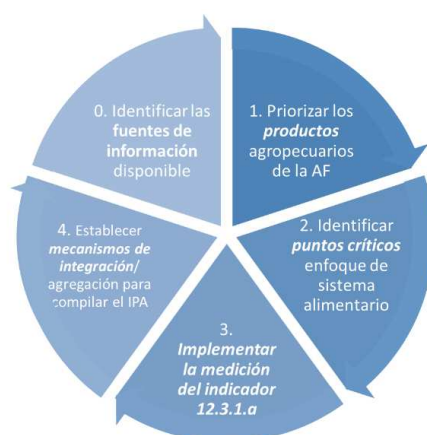 0. Identificar las
fuentes de
información
disponible
1. Priorizar los
productos
agropecuarios
de la AF
2. Identificar
puntos críticos
enfoque de
sistema
alimentario
3.
Implementar
la medición
del indicador
12.3.1.a
4. Establecer
mecanismos de
integración/
agregación para
compilar el IPA